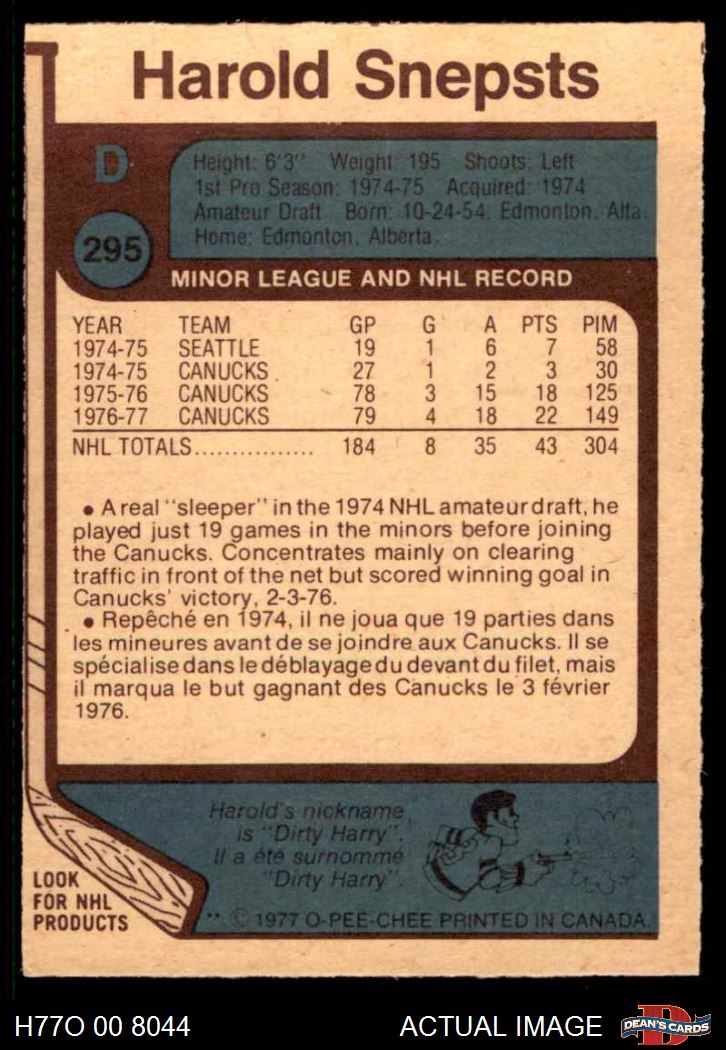 Harold Snepsts
D
Height: 6'3" Weight: 195 Shoots: Left
1st Pro Season: 1974-75 Acquired: 1974
Amateur Draft Born: 10-24-54, Edmonton, Alta.
Home: Edmonton, Alberta
295
MINOR LEAGUE AND NHL RECORD
YEAR TEAM GP G A PTS PIM
1974-75 SEATTLE 19 1 6 7 58
1974-75 CANUCKS 27 1 2 3 30
1975-76 CANUCKS 78 3 15 18 125
1976-77 CANUCKS 79 4 18 22 149
NHL TOTALS................ 184 8 35 43 304
• A real "sleeper" in the 1974 NHL amateur draft, he
played just 19 games in the minors before joining
the Canucks. Concentrates mainly on clearing
traffic in front of the net but scored winning goal in
Canucks' victory, 2-3-76.
• Repêché en 1974, il ne joua que 19 parties dans
les mineures avant de se joindre aux Canucks. Il se
spécialise dans le déblayage du devant du filet, mais
il marqua le but gagnant des Canucks le 3 février
1976.
Harold's nickname
is "Dirty Harry".
Il a été surnommé
"Dirty Harry".
LOOK
FOR NHL
PRODUCTS
** © 1977 O-PEE-CHEE PRINTED IN CANADA.
H77O 00 8044
ACTUAL IMAGE
D
DEAN'S CARDS